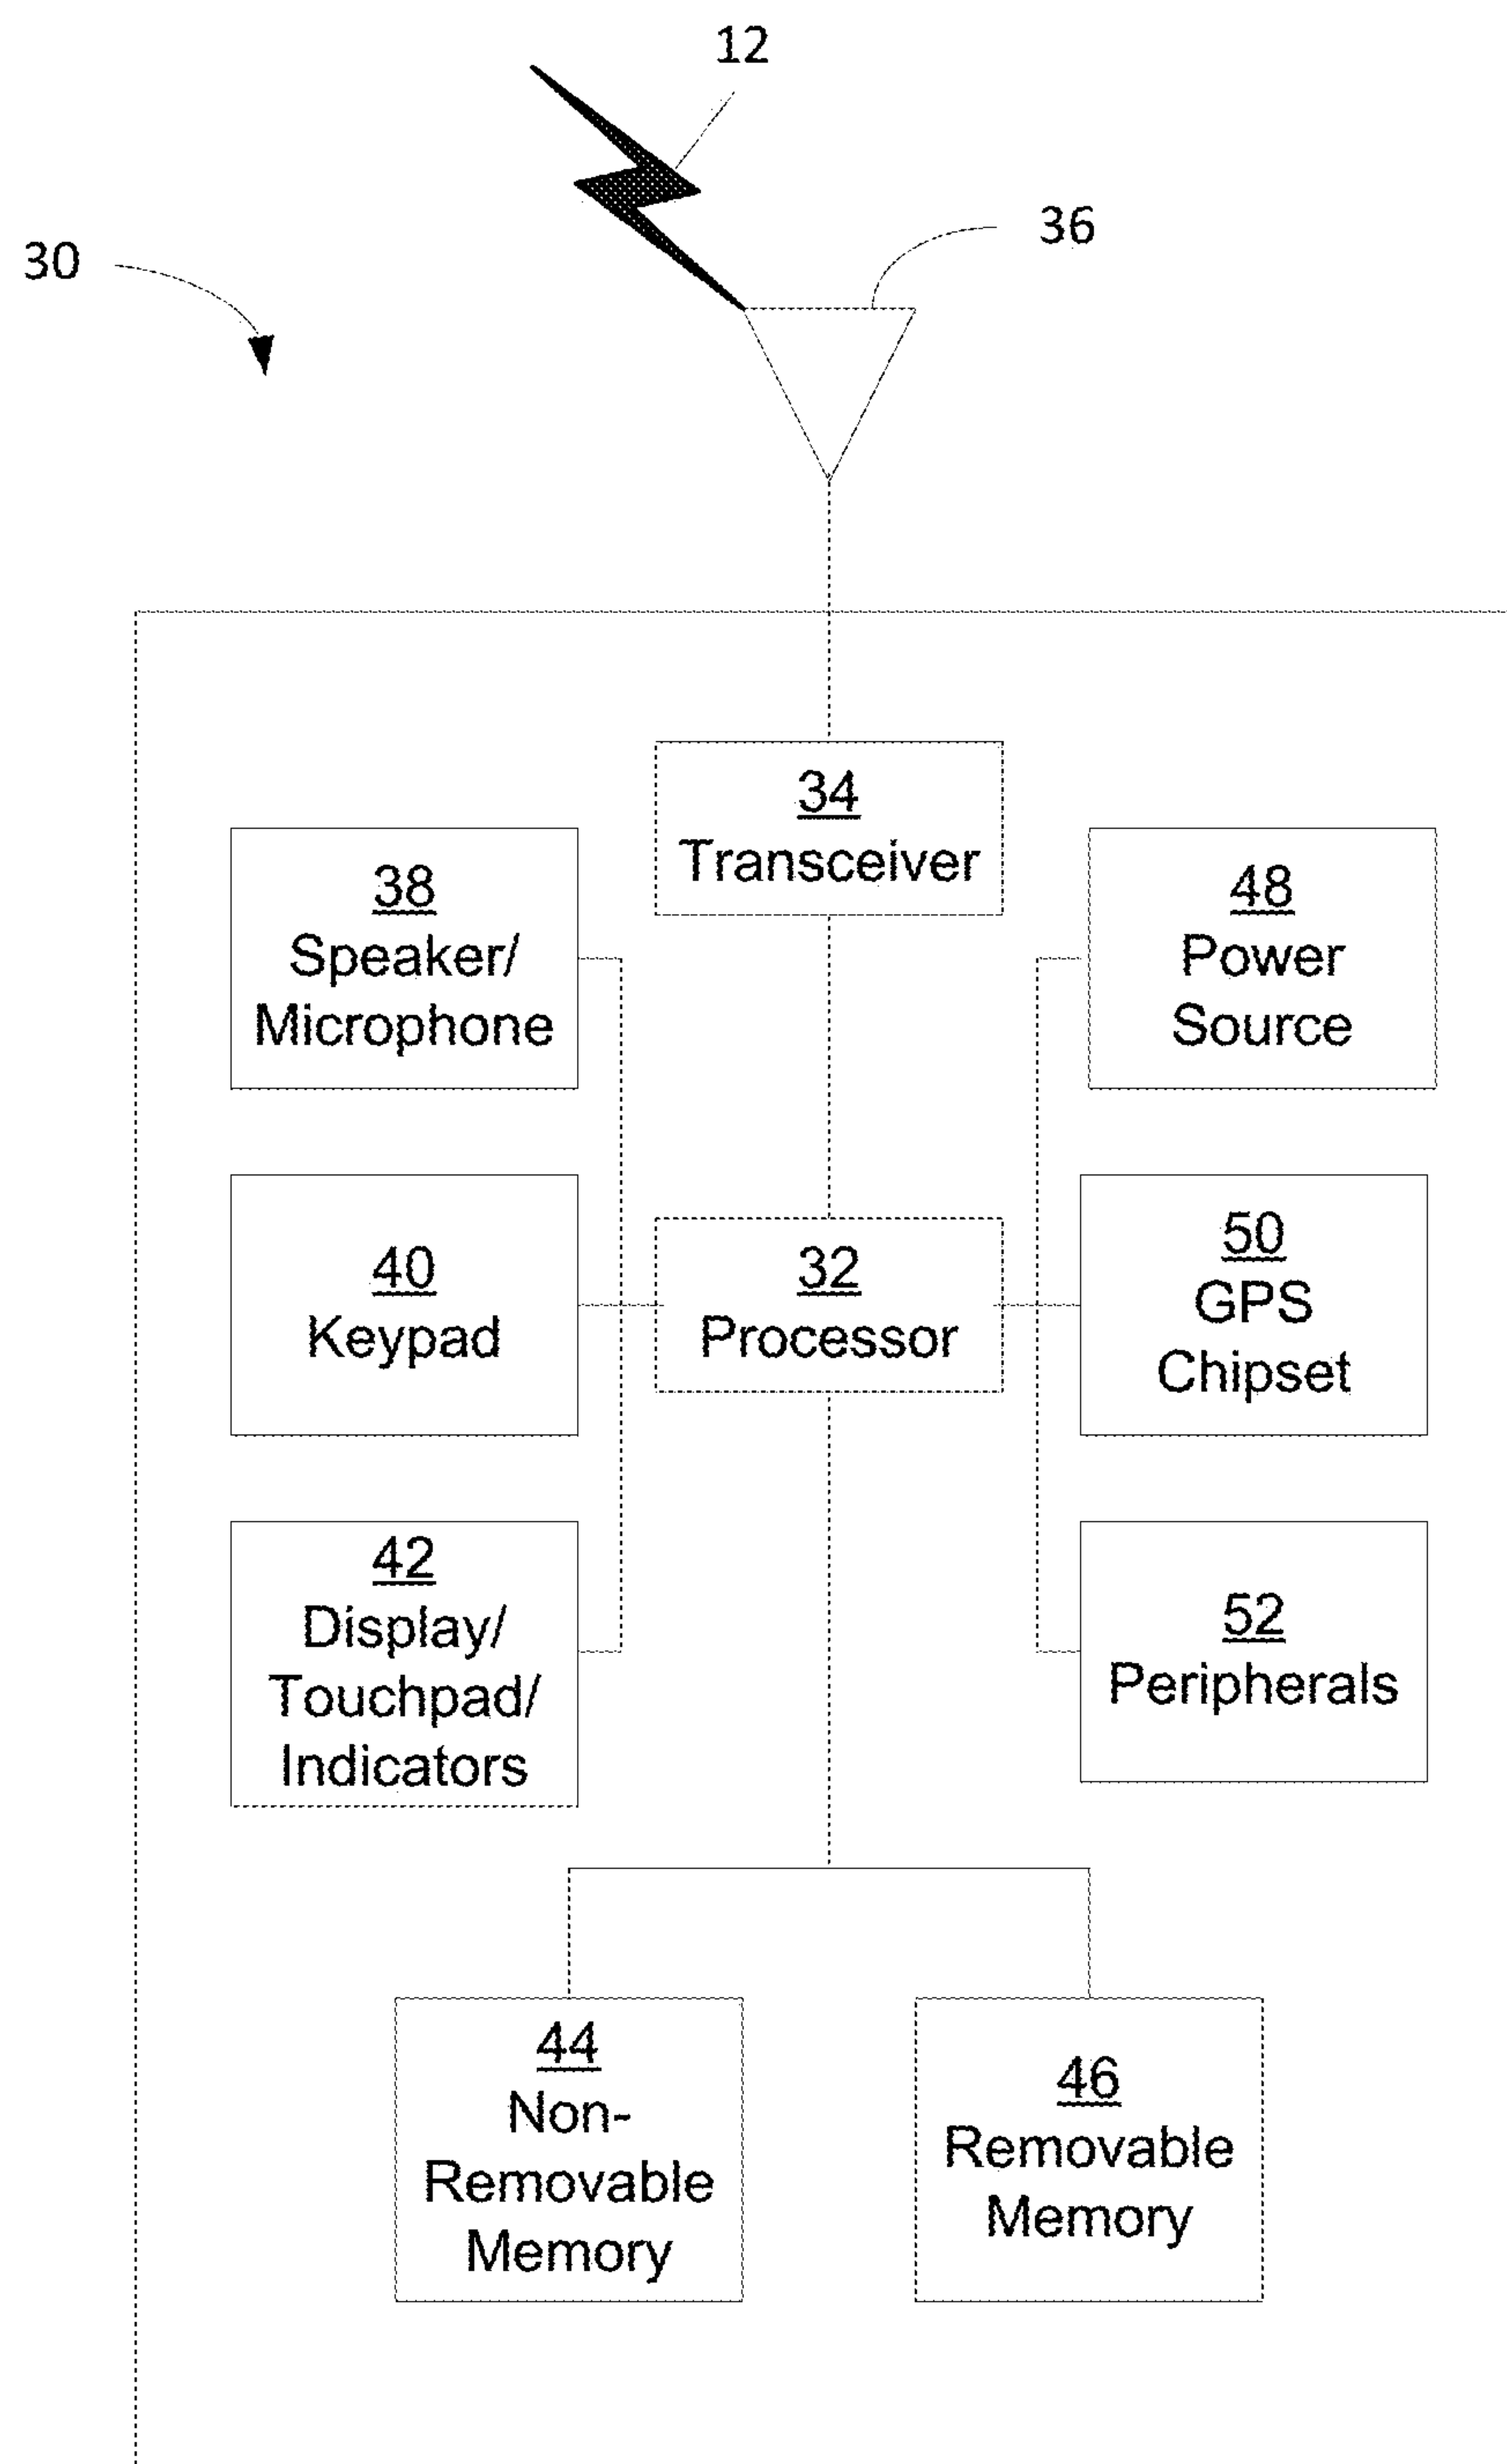 12
36
30
34
Transceiver
38
Speaker/
Microphone
48
Power
Source
40
Keypad
32
Processor
50
GPS
Chipset
42
Display/
Touchpad/
Indicators
52
Peripherals
44
Non-
Removable
Memory
46
Removable
Memory